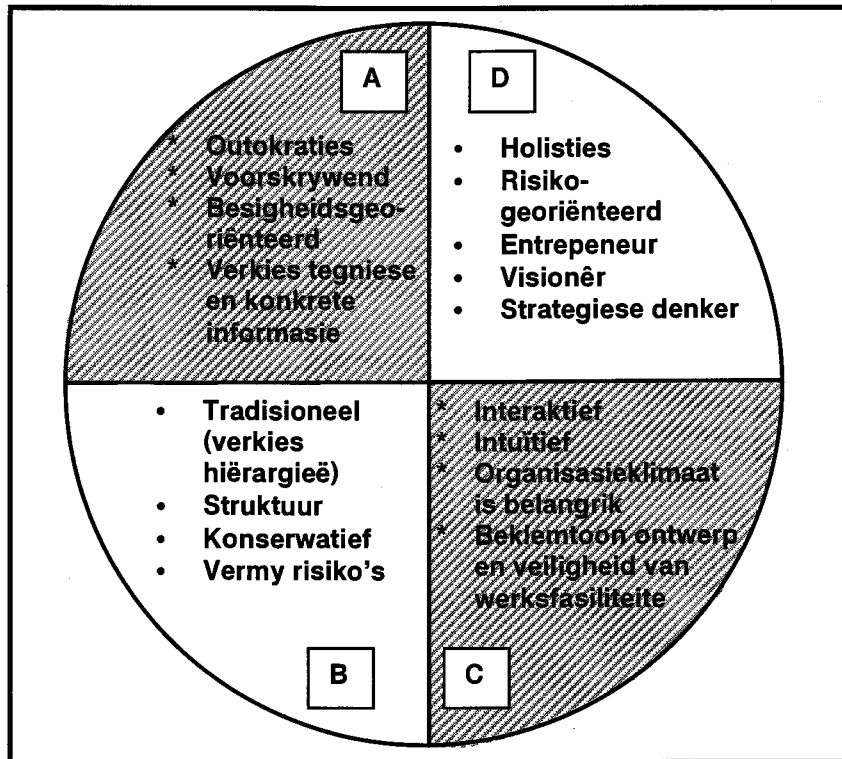 A
* Outokraties
* Voorskrywend
* Besigheidsgeo-
riënteerd
* Verkies tegniese
en konkrete
informasie
D
• Holisties
• Risiko-
georiënteerd
• Entrepeneur
• Visionêr
• Strategiese denker
• Tradisioneel
(verkies
hiërargieë)
• Struktuur
• Konserwatief
• Vermy risiko's
B
* Interaktief
* Intuïtief
* Organisasieklimaat
is belangrik
* Beklemtoon ontwerp
en veiligheid van
werksfasiliteite
C